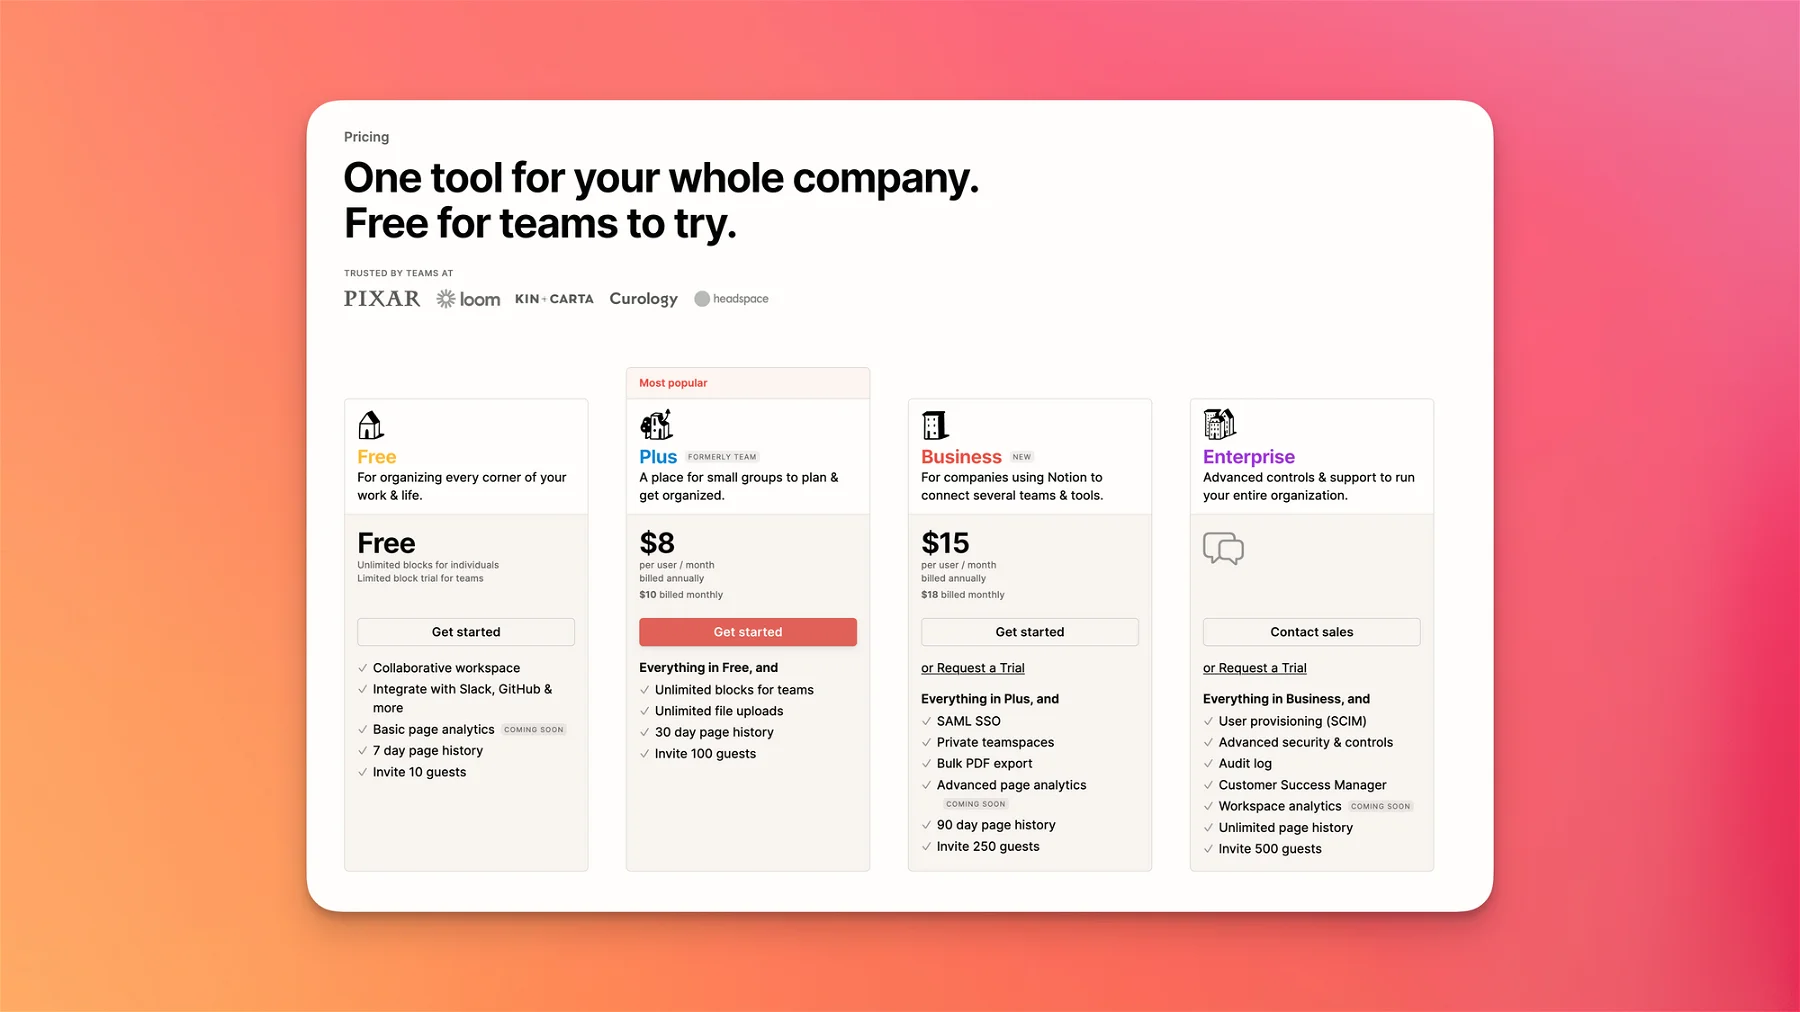 Pricing
One tool for your whole company.
Free for teams to try.
TRUSTED BY TEAMS AT
PIXAR loom KIN+CARTA Curology headspace
Free
For organizing every corner of your
work & life.
Free
Unlimited blocks for individuals
Limited block trial for teams
Get started
Collaborative workspace
Integrate with Slack, GitHub &
more
Basic page analytics COMING SOON
7 day page history
Invite 10 guests
Most popular
Plus FORMERLY TEAM
A place for small groups to plan &
get organized.
$8
per user / month
billed annually
$10 billed monthly
Get started
Everything in Free, and
Unlimited blocks for teams
Unlimited file uploads
30 day page history
Invite 100 guests
Business NEW
For companies using Notion to
connect several teams & tools.
$15
per user / month
billed annually
$18 billed monthly
Get started
or Request a Trial
Everything in Plus, and
SAML SSO
Private teamspaces
Bulk PDF export
Advanced page analytics
COMING SOON
90 day page history
Invite 250 guests
Enterprise
Advanced controls & support to run
your entire organization.
Contact sales
or Request a Trial
Everything in Business, and
User provisioning (SCIM)
Advanced security & controls
Audit log
Customer Success Manager
Workspace analytics COMING SOON
Unlimited page history
Invite 500 guests